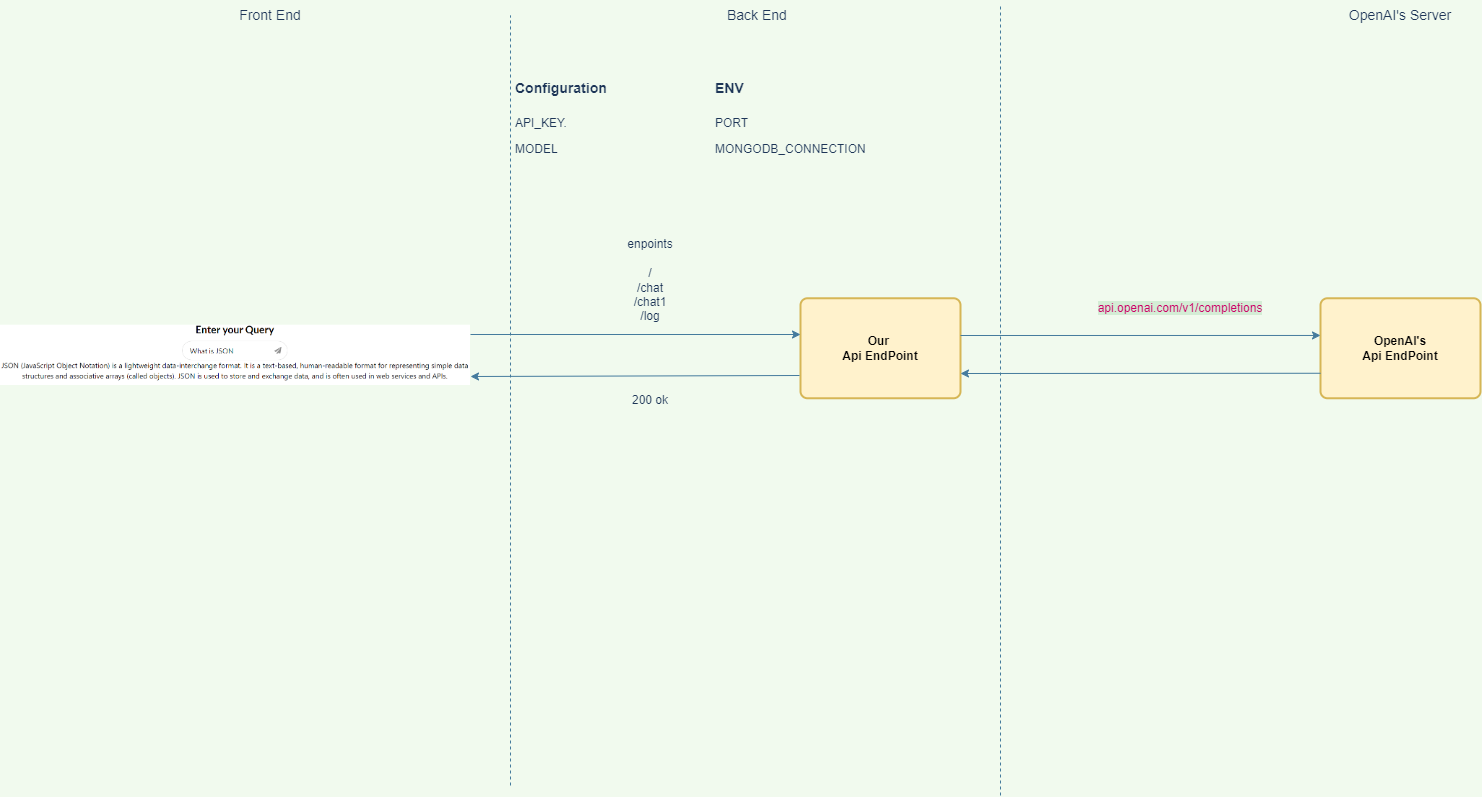 Front End
Back End
OpenAI's Server
Configuration
ENV
API_KEY.
PORT
MODEL
MONGODB_CONNECTION
enpoints
/
/chat
/chat1
/log
api.openai.com/v1/completions
Enter your Query
What is JSON
JSON (JavaScript Object Notation) is a lightweight data-interchange format. It is a text-based, human-readable format for representing simple data
structures and associative arrays (called objects). JSON is used to store and exchange data, and is often used in web services and APIs.
Our
Api EndPoint
OpenAI's
Api EndPoint
200 ok